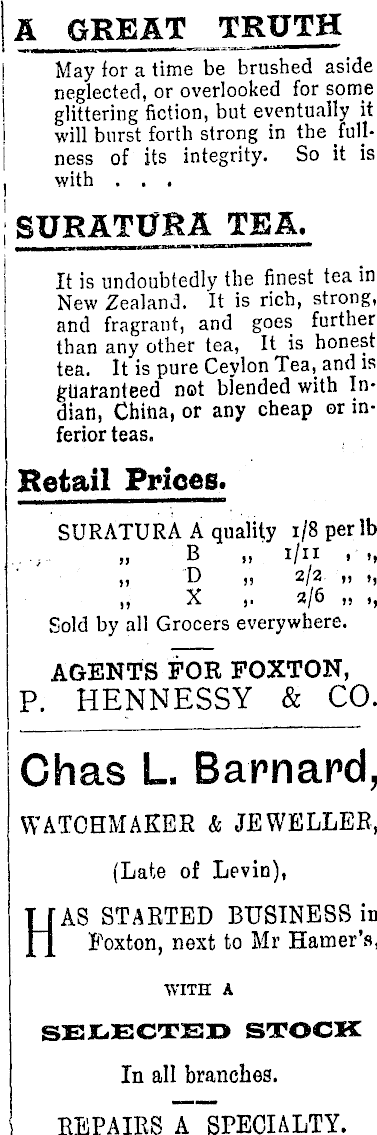 A GREAT TRUTH
May for a time be brushed aside
neglected, or overlooked for some
glittering fiction, but eventually it
will burst forth strong in the full-
ness of its integrity. So it is
with . . .
SURATURA TEA.
It is undoubtedly the finest tea in
New Zealand. It is rich, strong,
and fragrant, and goes further
than any other tea, It is honest
tea. It is pure Ceylon Tea, and is
guaranteed not blended with In-
dian, China, or any cheap or in-
ferior teas.
Retail Prices.
SURATURA A quality 1/8 per lb
„ B „ 1/11 , „
„ D „ 2/2 „ „
„ X „ 2/6 „ „
Sold by all Grocers everywhere.
AGENTS FOR FOXTON,
P. HENNESSY & CO.
Chas L. Barnard,
WATCHMAKER & JEWELLER,
(Late of Levin),
HAS STARTED BUSINESS in
Foxton, next to Mr Hamer's,
WITH A
SELECTED STOCK
In all branches.
REPAIRS A SPECIALTY.